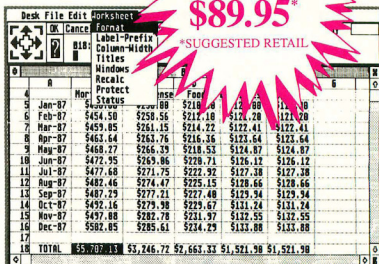 Desk File Edit Worksheet
$89.95*
*SUGGESTED RETAIL
OK Cance
B18:
Format
Label-Prefix
Column-Width
Titles
Windows
Recalc
Protect
Status
A B G
4 Mor ense Food
5 Jan-87
6 Feb-87 $454.50 $258.56
7 Mar-87 $459.05 $261.15 $214.22 $122.41 $122.41
8 Apr-87 $463.64 $263.76 $216.36 $123.64 $123.64
9 May-87 $468.27 $266.39 $218.53 $124.87 $124.87
10 Jun-87 $472.95 $269.06 $220.71 $126.12 $126.12
11 Jul-87 $477.68 $271.75 $222.92 $127.38 $127.38
12 Aug-87 $482.46 $274.47 $225.15 $128.66 $128.66
13 Sep-87 $487.29 $277.21 $227.40 $129.94 $129.94
14 Oct-87 $492.16 $279.98 $229.67 $131.24 $131.24
15 Nov-87 $497.08 $282.78 $231.97 $132.55 $132.55
16 Dec-87 $502.05 $285.61 $234.29 $133.88 $133.88
17
18 TOTAL $5,707.13 $3,246.72 $2,663.33 $1,521.90 $1,521.90